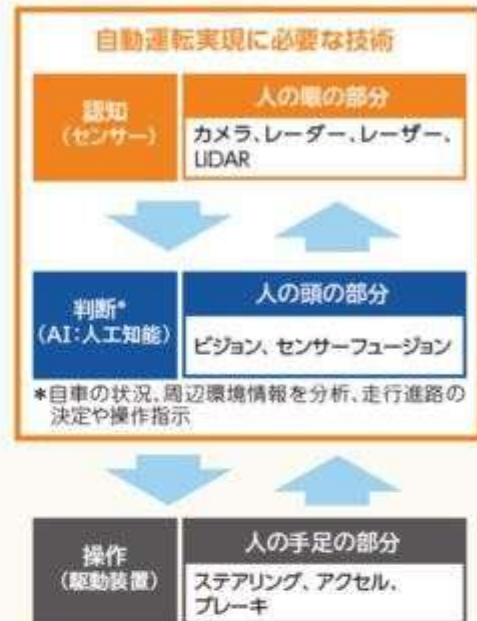 自動運転実現に必要な技術
認知
(センサー)
人の眼の部分
カメラ、レーダー、レーザー、
LiDAR
判断*
(AI:人工知能)
人の頭の部分
ビジョン、センサーフュージョン
*自車の状況、周辺環境情報を分析、走行進路の
決定や操作指示
操作
(駆動装置)
人の手足の部分
ステアリング、アクセル、
ブレーキ